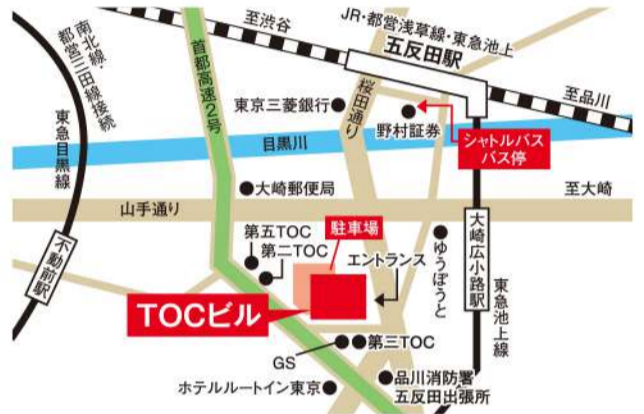 至渋谷
JR・都営浅草線・東急池上
五反田駅
南北線・
都営三田線接続
首都高速2号
桜田通り
東京三菱銀行
野村証券
至品川
シャトルバス
バス停
東急目黒線
目黒川
大崎郵便局
至大崎
山手通り
第五TOC
第二TOC
駐車場
エントランス
ゆうぽうと
大崎広小路駅
東急池上線
不動前駅
TOCビル
GS
第三TOC
ホテルルートイン東京
品川消防署
五反田出張所